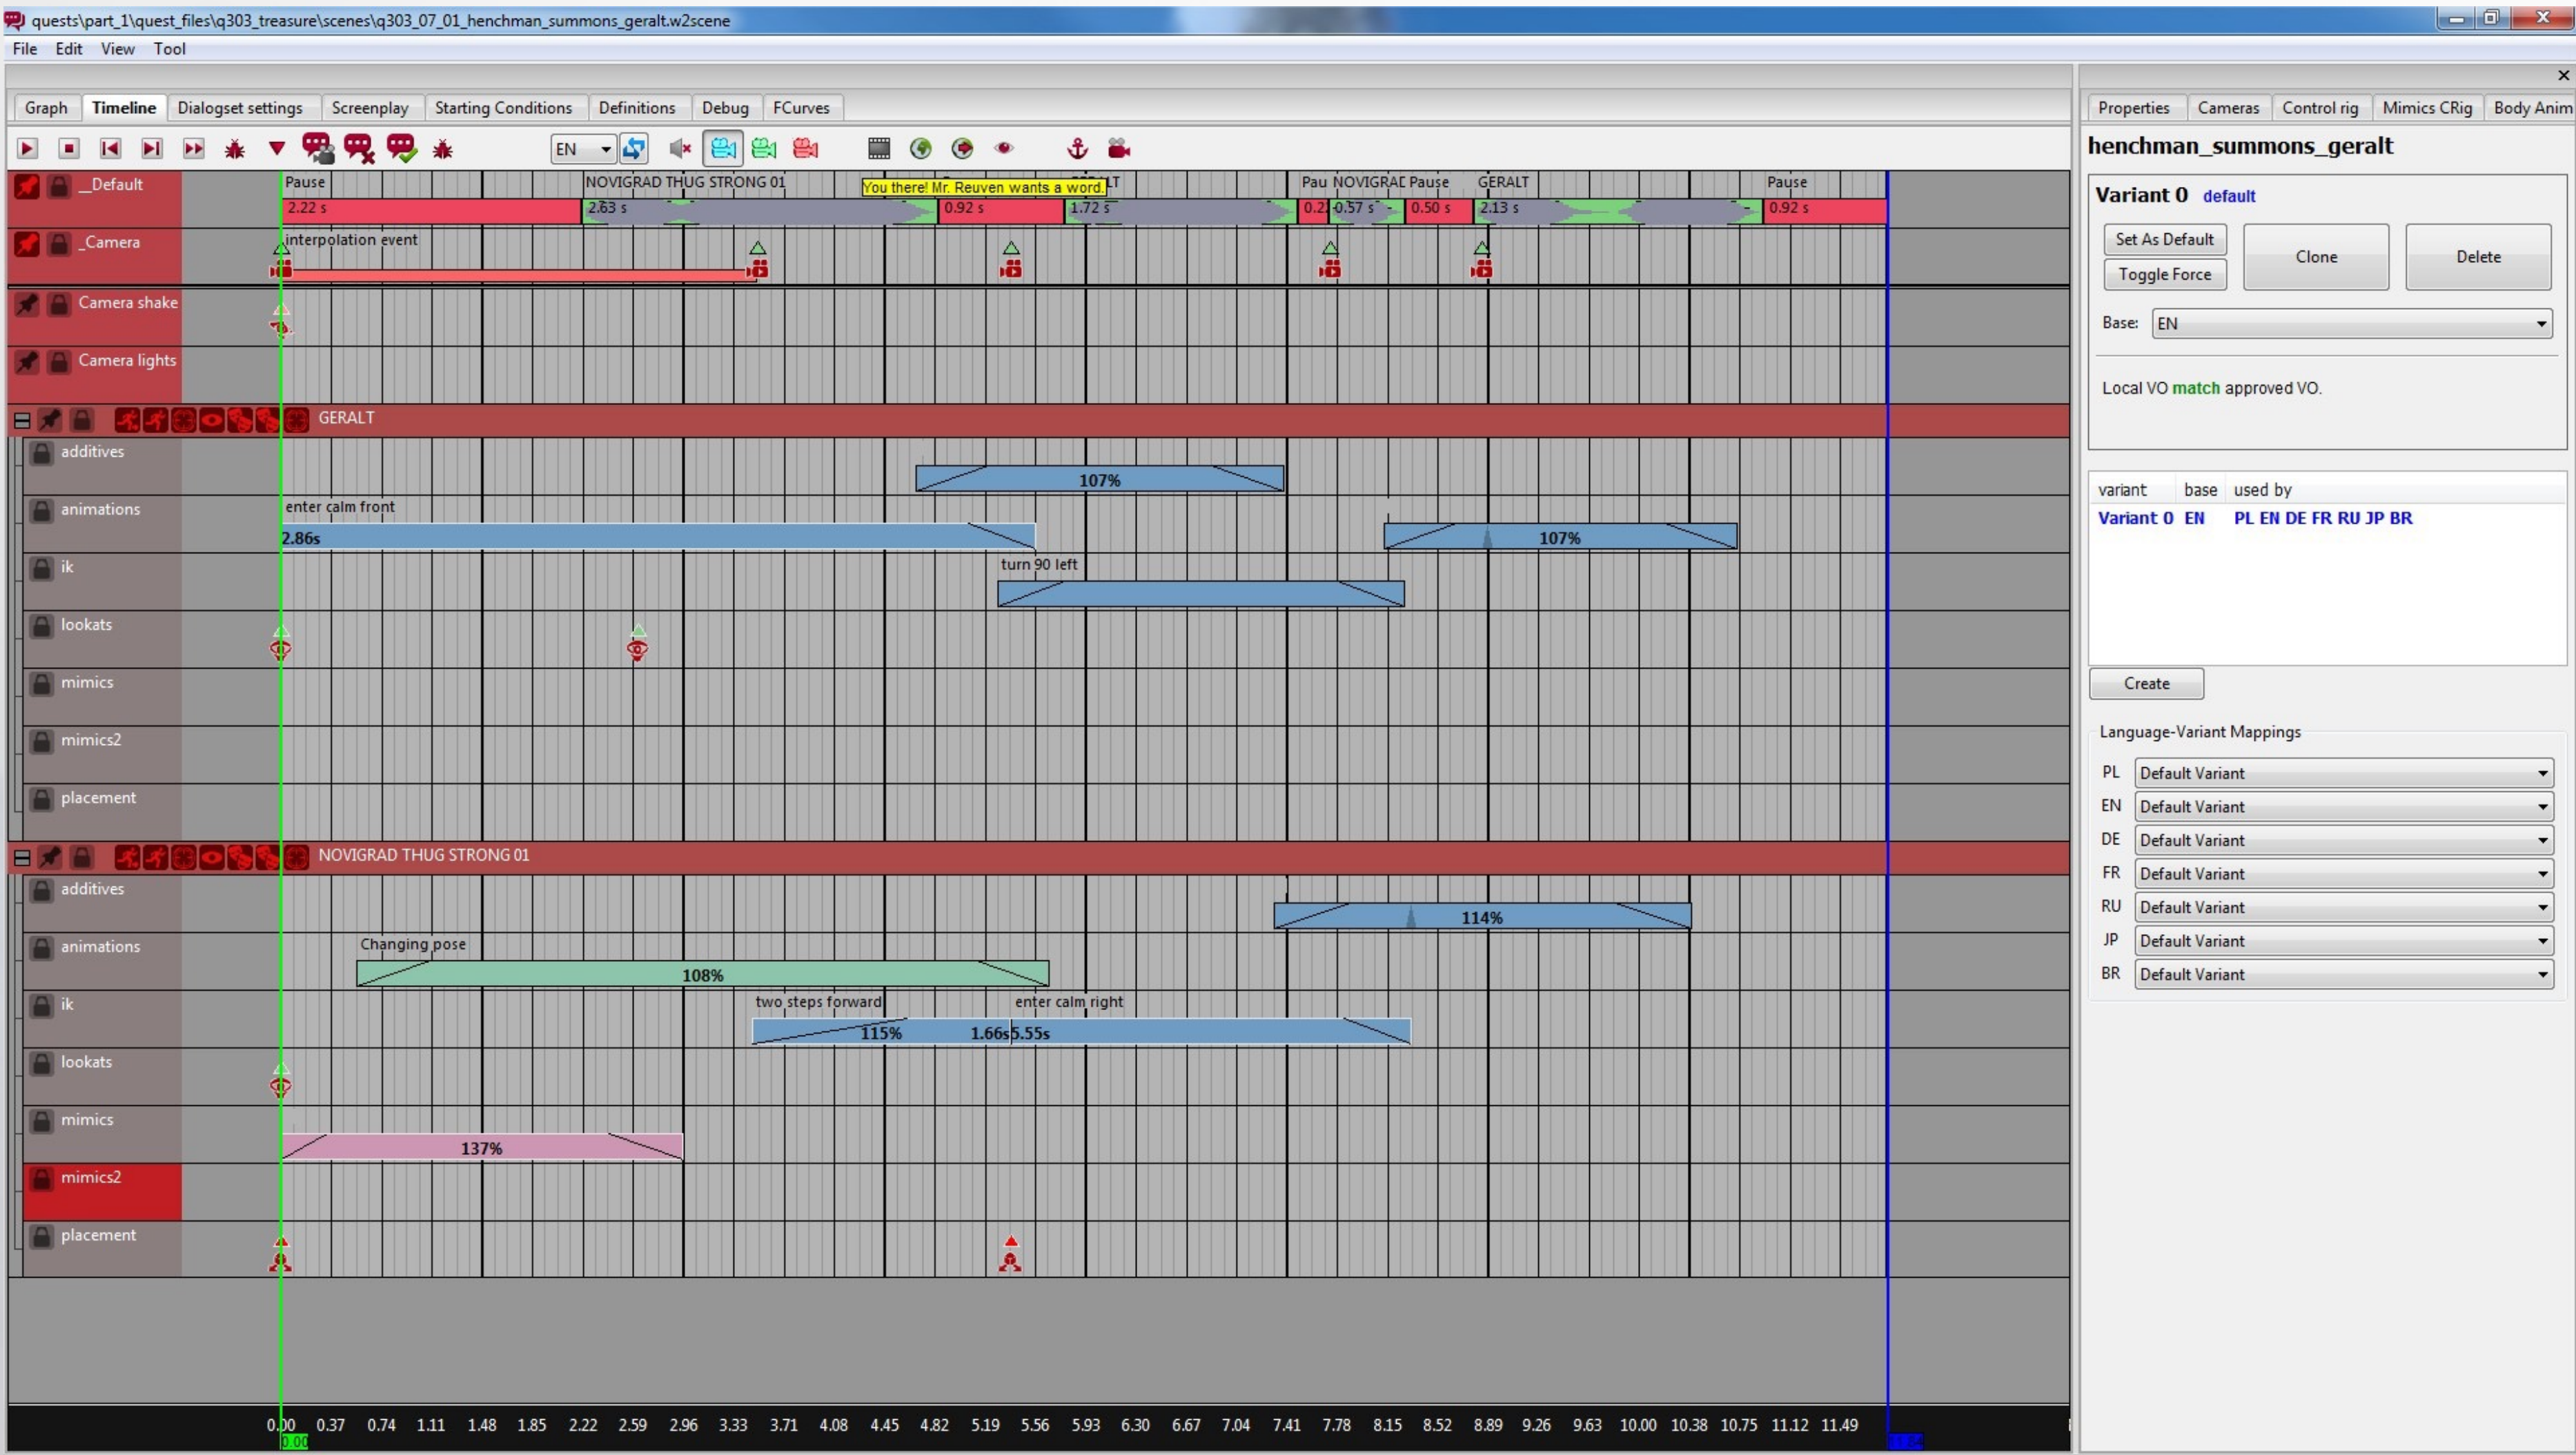 quests\part_1\quest_files\q303_treasure\scenes\q303_07_01_henchman_summons_geralt.w2scene
File Edit View Tool
Graph Timeline Dialogset settings Screenplay Starting Conditions Definitions Debug FCurves
EN
__Default
Pause NOVIGRAD THUG STRONG 01 You there! Mr. Reuven wants a word. Pau NOVIGRAD Pause GERALT Pause
2.22 s 2.63 s 0.92 s 1.72 s 0.57 s 0.50 s 2.13 s 0.92 s
_Camera
interpolation event
Camera shake
Camera lights
GERALT
additives
107%
animations
enter calm front
2.86s 107%
ik
turn 90 left
lookats
mimics
mimics2
placement
NOVIGRAD THUG STRONG 01
additives
114%
animations
Changing pose
108%
ik
two steps forward enter calm right
115% 1.66s 5.55s
lookats
mimics
137%
mimics2
placement
0.00 0.37 0.74 1.11 1.48 1.85 2.22 2.59 2.96 3.33 3.71 4.08 4.45 4.82 5.19 5.56 5.93 6.30 6.67 7.04 7.41 7.78 8.15 8.52 8.89 9.26 9.63 10.00 10.38 10.75 11.12 11.49
0.00
Properties Cameras Control rig Mimics CRig Body Anim
henchman_summons_geralt
Variant 0 default
Set As Default
Toggle Force
Clone
Delete
Base: EN
Local VO match approved VO.
variant base used by
Variant 0 EN PL EN DE FR RU JP BR
Create
Language-Variant Mappings
PL Default Variant
EN Default Variant
DE Default Variant
FR Default Variant
RU Default Variant
JP Default Variant
BR Default Variant